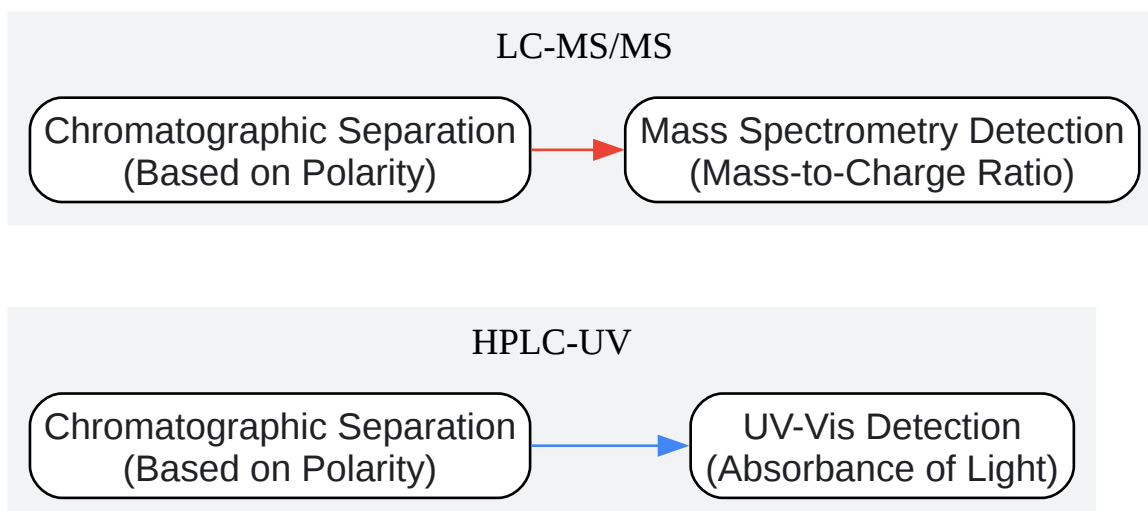 LC-MS/MS
Chromatographic Separation
(Based on Polarity)
Mass Spectrometry Detection
(Mass-to-Charge Ratio)
HPLC-UV
Chromatographic Separation
(Based on Polarity)
UV-Vis Detection
(Absorbance of Light)